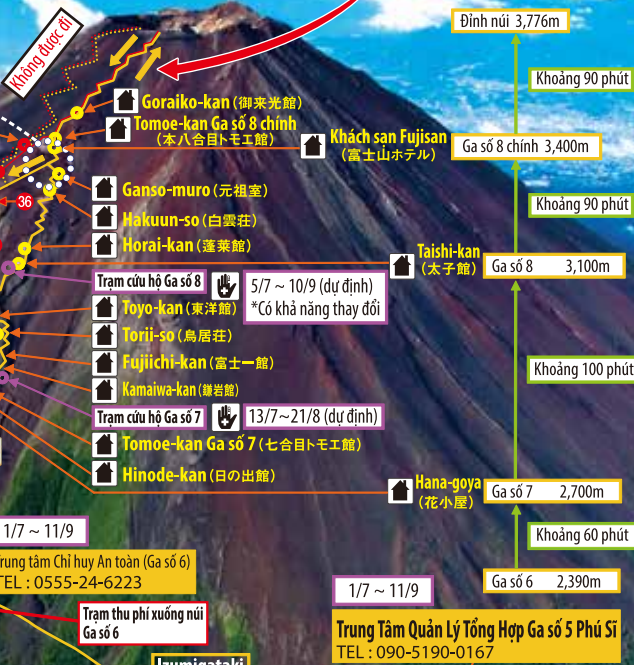 Không được đi
Đỉnh núi 3,776m
Khoảng 90 phút
Goraiko-kan (御来光館)
Tomoe-kan Ga số 8 chính
(本八合目トモエ館)
Khách sạn Fujisan
(富士山ホテル)
Ga số 8 chính 3,400m
Ganso-muro (元祖室)
36
Khoảng 90 phút
Hakuun-so (白雲荘)
Horai-kan (蓬莱館)
Taishi-kan
(太子館)
Ga số 8 3,100m
Trạm cứu hộ Ga số 8
5/7 ~ 10/9 (dự định)
*Có khả năng thay đổi
Toyo-kan (東洋館)
Torii-so (鳥居荘)
Fujiichi-kan (富士一館)
Khoảng 100 phút
Kamaiwa-kan (鎌岩館)
Trạm cứu hộ Ga số 7
13/7~21/8 (dự định)
Tomoe-kan Ga số 7 (七合目トモエ館)
Hinode-kan (日の出館)
Hana-goya
(花小屋)
Ga số 7 2,700m
1/7 ~ 11/9
Khoảng 60 phút
Trung tâm Chỉ huy An toàn (Ga số 6)
TEL : 0555-24-6223
Ga số 6 2,390m
1/7 ~ 11/9
Trạm thu phí xuống núi
Ga số 6
Trung Tâm Quản Lý Tổng Hợp Ga số 5 Phú Sĩ
TEL : 090-5190-0167
Izumigataki